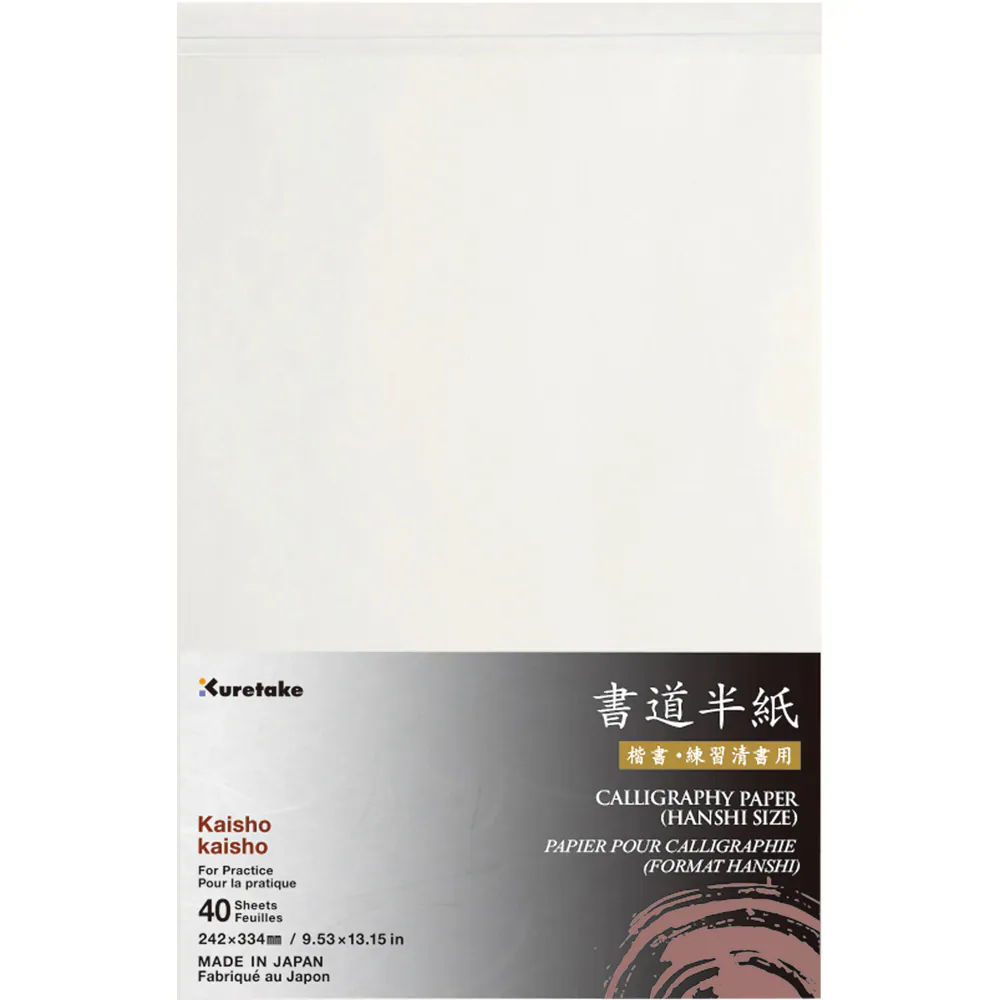 Kuretake
書道半紙
楷書・練習清書用
CALLIGRAPHY PAPER
(HANSHI SIZE)
PAPIER POUR CALLIGRAPHIE
(FORMAT HANSHI)
Kaisho
kaisho
For Practice
Pour la pratique
40 Sheets
Feuilles
242×334㎜ / 9.53×13.15 in
MADE IN JAPAN
Fabriqué au Japon